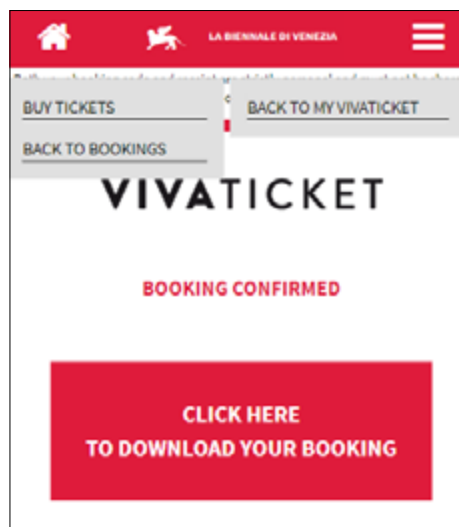 LA BIENNALE DI VENEZIA
BUY TICKETS
BACK TO MY VIVATICKET
BACK TO BOOKINGS
VIVATICKET
BOOKING CONFIRMED
CLICK HERE
TO DOWNLOAD YOUR BOOKING